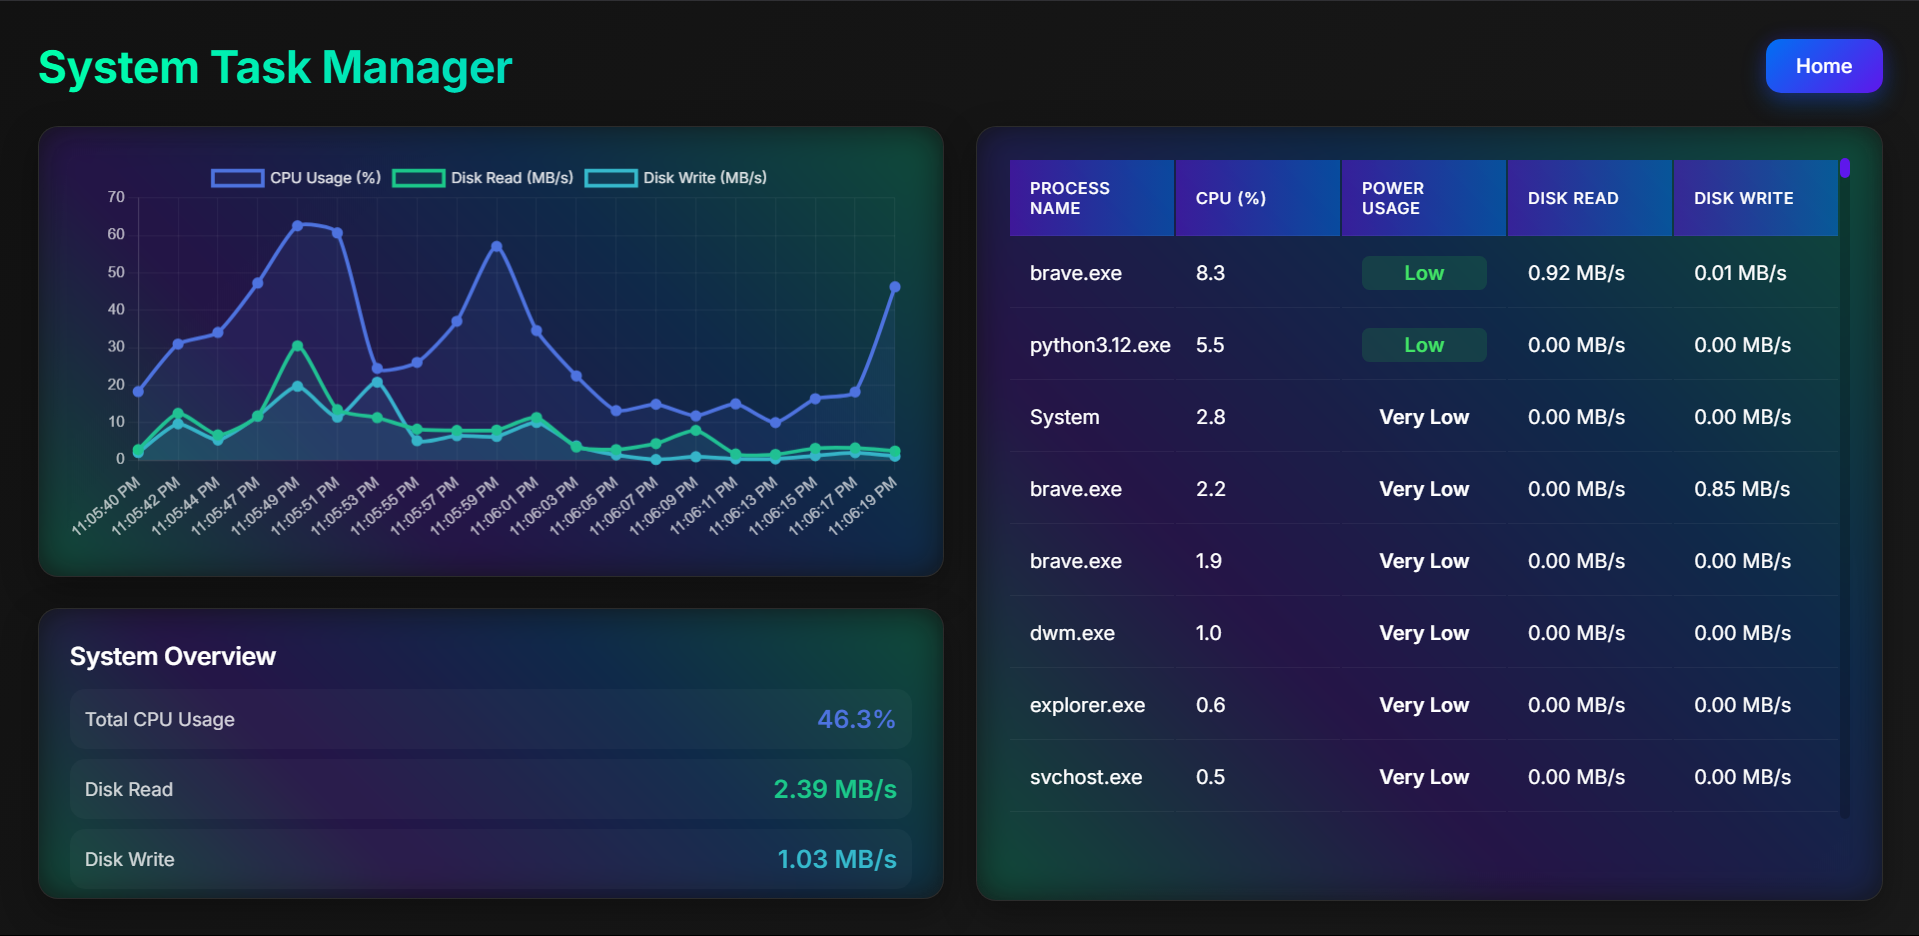 System Task Manager
Home
CPU Usage (%) Disk Read (MB/s) Disk Write (MB/s)
70
60
50
40
30
20
10
0
11:05:40 PM 11:05:42 PM 11:05:44 PM 11:05:47 PM 11:05:49 PM 11:05:51 PM 11:05:53 PM 11:05:55 PM 11:05:57 PM 11:05:59 PM 11:06:01 PM 11:06:03 PM 11:06:05 PM 11:06:07 PM 11:06:09 PM 11:06:11 PM 11:06:13 PM 11:06:15 PM 11:06:17 PM 11:06:19 PM
System Overview
Total CPU Usage 46.3%
Disk Read 2.39 MB/s
Disk Write 1.03 MB/s
PROCESS NAME CPU (%) POWER USAGE DISK READ DISK WRITE
brave.exe 8.3 Low 0.92 MB/s 0.01 MB/s
python3.12.exe 5.5 Low 0.00 MB/s 0.00 MB/s
System 2.8 Very Low 0.00 MB/s 0.00 MB/s
brave.exe 2.2 Very Low 0.00 MB/s 0.85 MB/s
brave.exe 1.9 Very Low 0.00 MB/s 0.00 MB/s
dwm.exe 1.0 Very Low 0.00 MB/s 0.00 MB/s
explorer.exe 0.6 Very Low 0.00 MB/s 0.00 MB/s
svchost.exe 0.5 Very Low 0.00 MB/s 0.00 MB/s